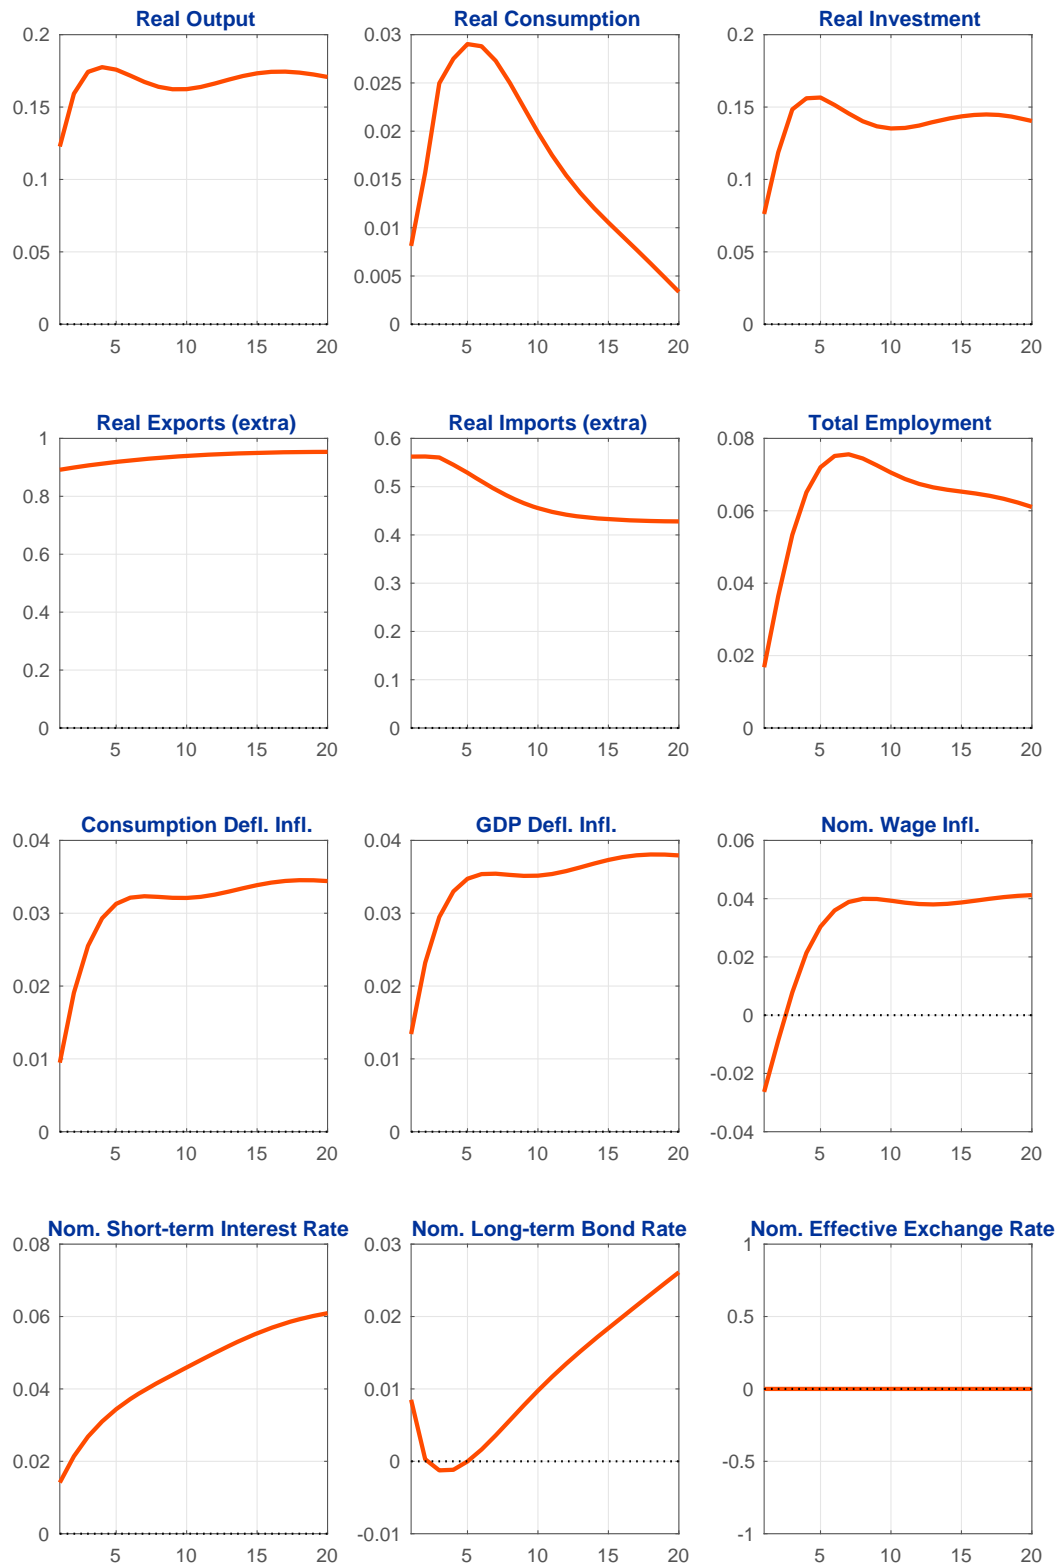 Real Output
0.2
0.15
0.1
0.05
0
5 10 15 20
Real Consumption
0.03
0.025
0.02
0.015
0.01
0.005
0
5 10 15 20
Real Investment
0.2
0.15
0.1
0.05
0
5 10 15 20
Real Exports (extra)
1
0.8
0.6
0.4
0.2
0
5 10 15 20
Real Imports (extra)
0.6
0.5
0.4
0.3
0.2
0.1
0
5 10 15 20
Total Employment
0.08
0.06
0.04
0.02
0
5 10 15 20
Consumption Defl. Infl.
0.04
0.03
0.02
0.01
0
5 10 15 20
GDP Defl. Infl.
0.04
0.03
0.02
0.01
0
5 10 15 20
Nom. Wage Infl.
0.06
0.04
0.02
0
-0.02
-0.04
5 10 15 20
Nom. Short-term Interest Rate
0.08
0.06
0.04
0.02
0
5 10 15 20
Nom. Long-term Bond Rate
0.03
0.02
0.01
0
-0.01
5 10 15 20
Nom. Effective Exchange Rate
1
0.5
0
-0.5
-1
5 10 15 20